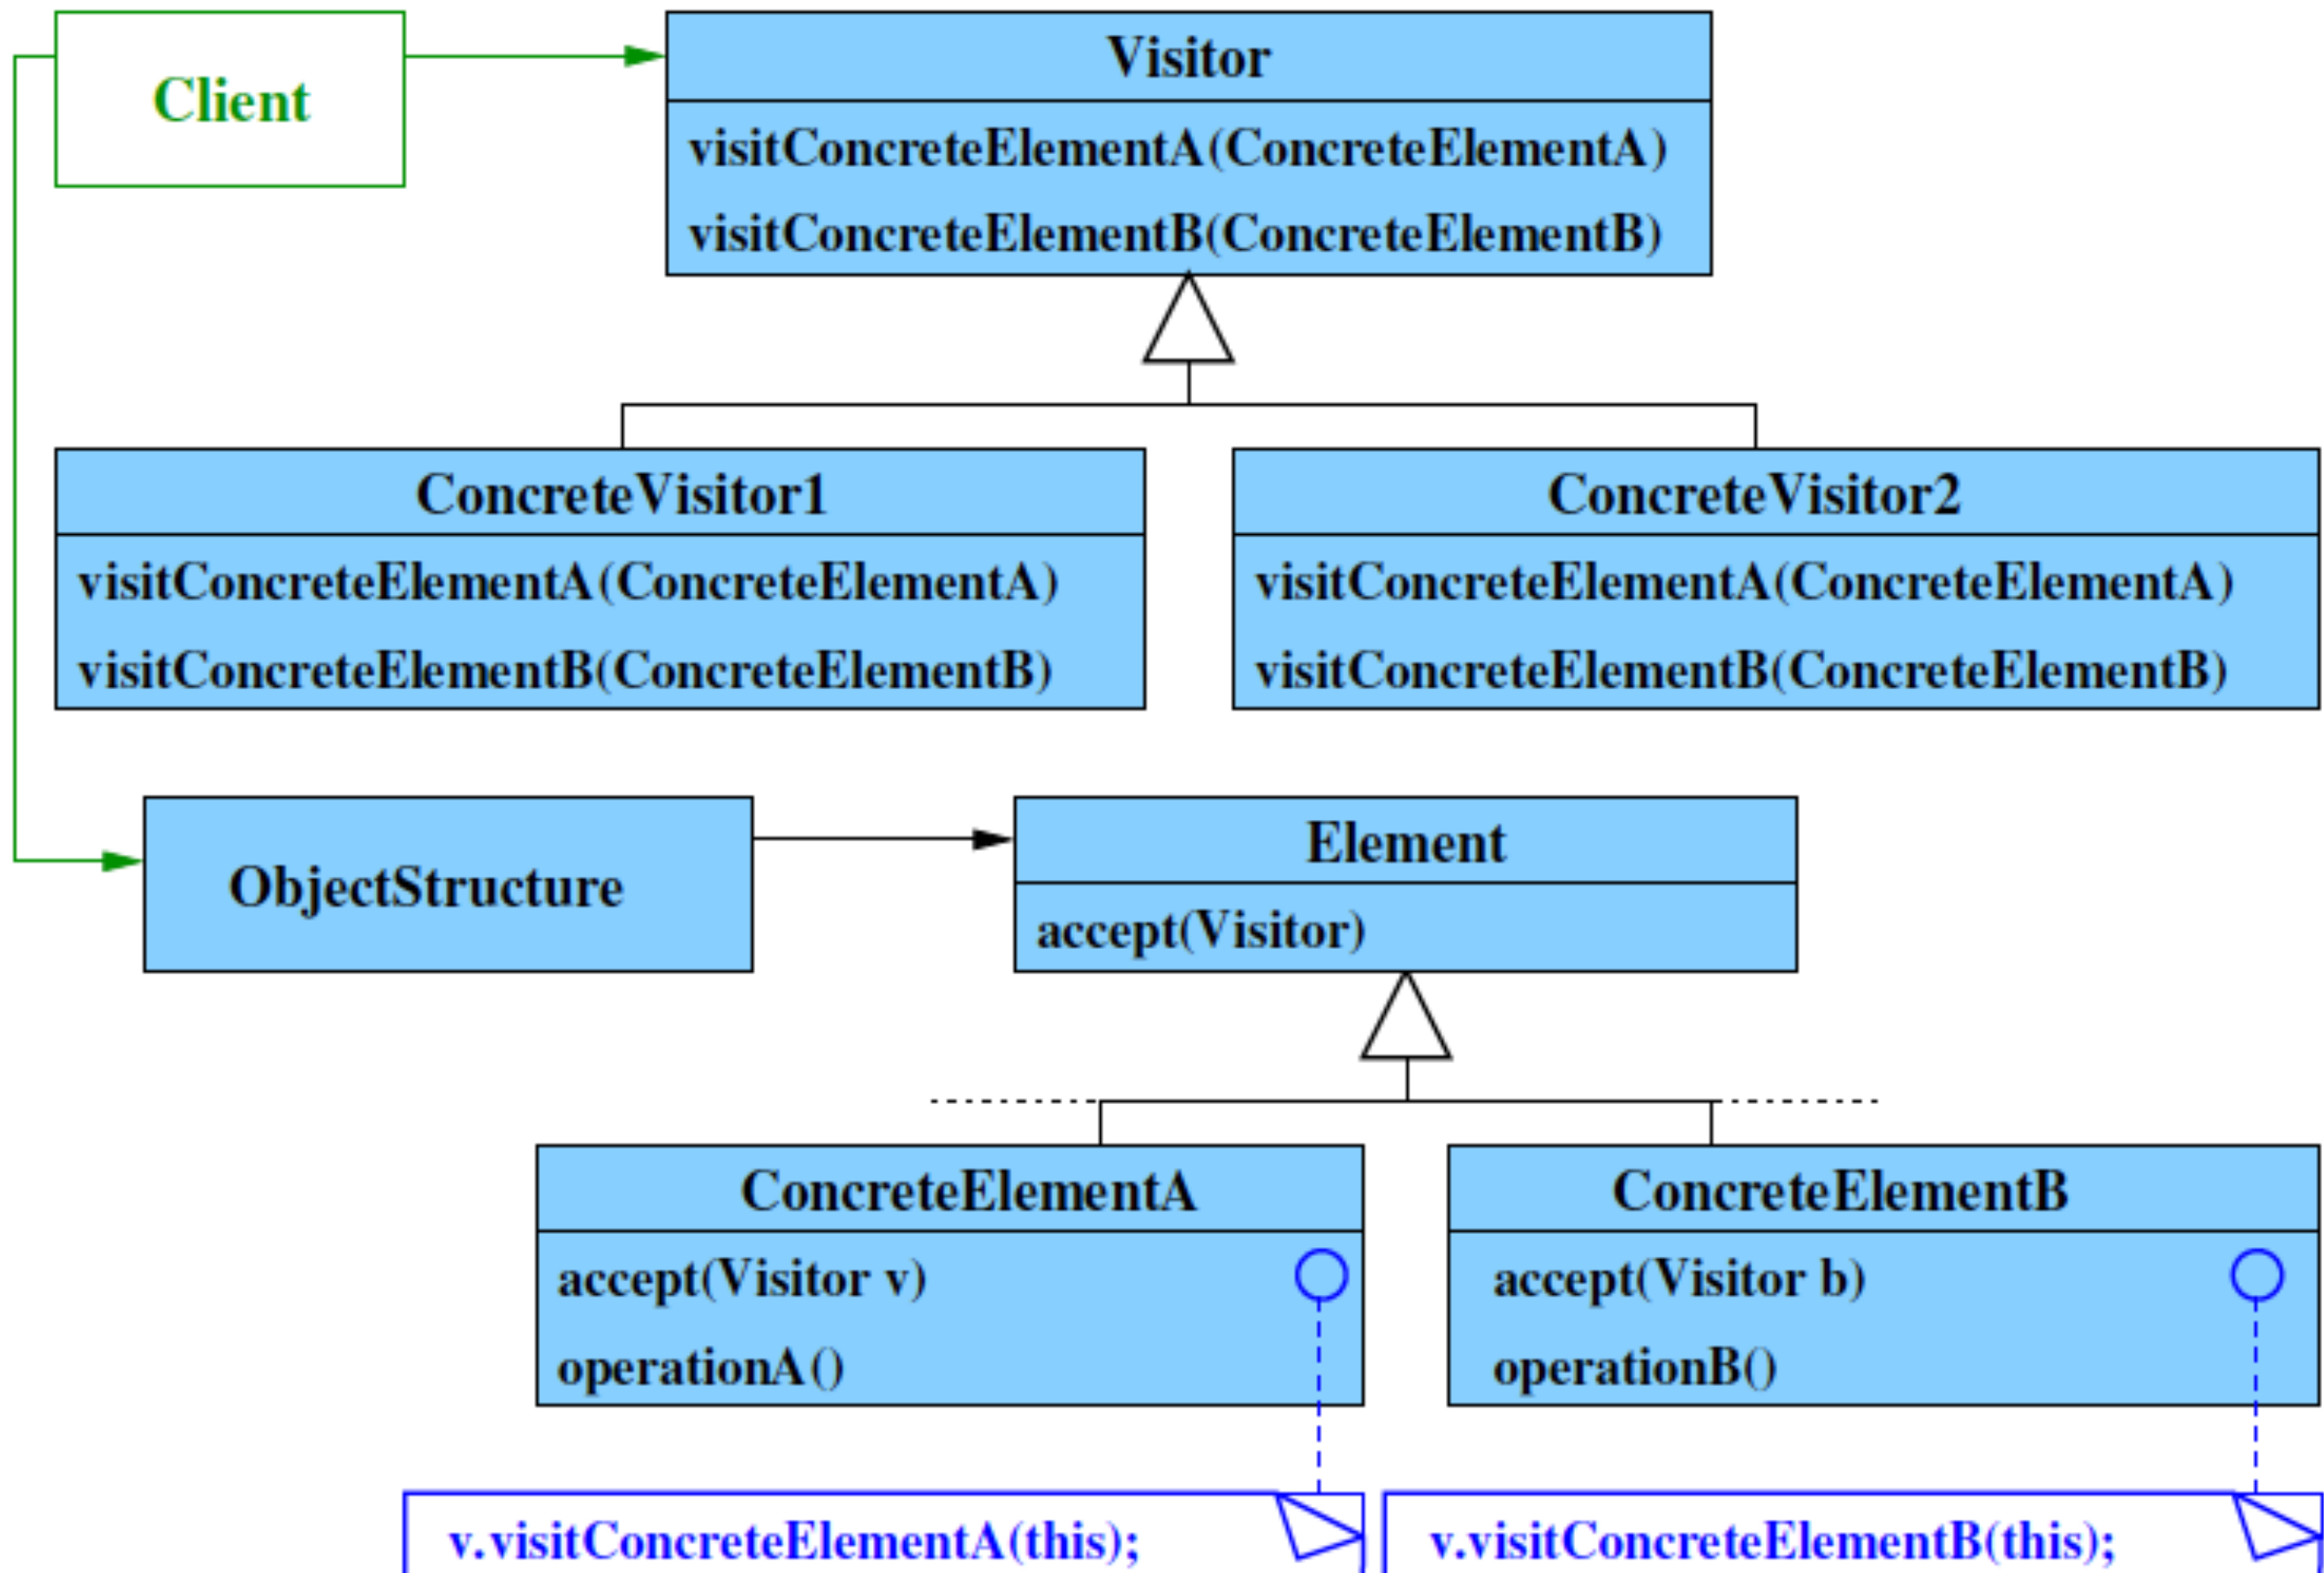 Client
Visitor
visitConcreteElementA(ConcreteElementA)
visitConcreteElementB(ConcreteElementB)
ConcreteVisitor1
visitConcreteElementA(ConcreteElementA)
visitConcreteElementB(ConcreteElementB)
ConcreteVisitor2
visitConcreteElementA(ConcreteElementA)
visitConcreteElementB(ConcreteElementB)
ObjectStructure
Element
accept(Visitor)
ConcreteElementA
accept(Visitor v)
operationA()
ConcreteElementB
accept(Visitor b)
operationB()
v.visitConcreteElementA(this);
v.visitConcreteElementB(this);